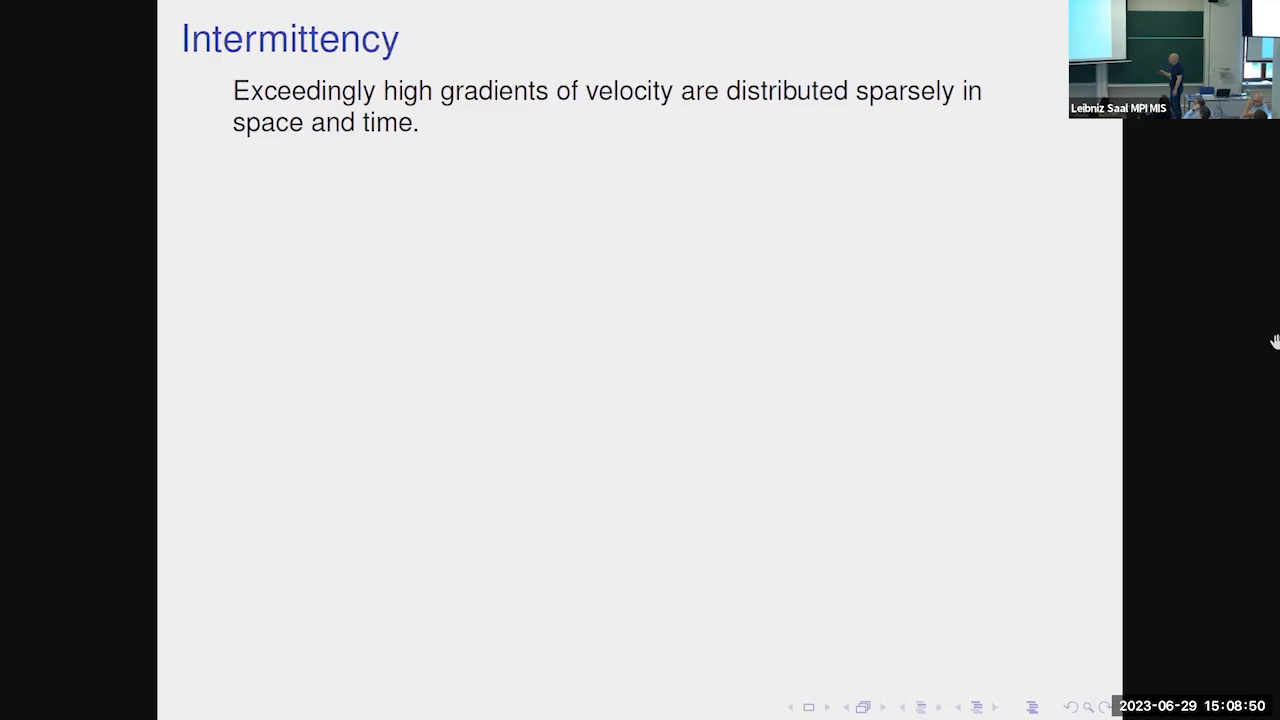 Intermittency
Exceedingly high gradients of velocity are distributed sparsely in
space and time.
Leibniz Saal MPI MIS
2023-06-29 15:08:50